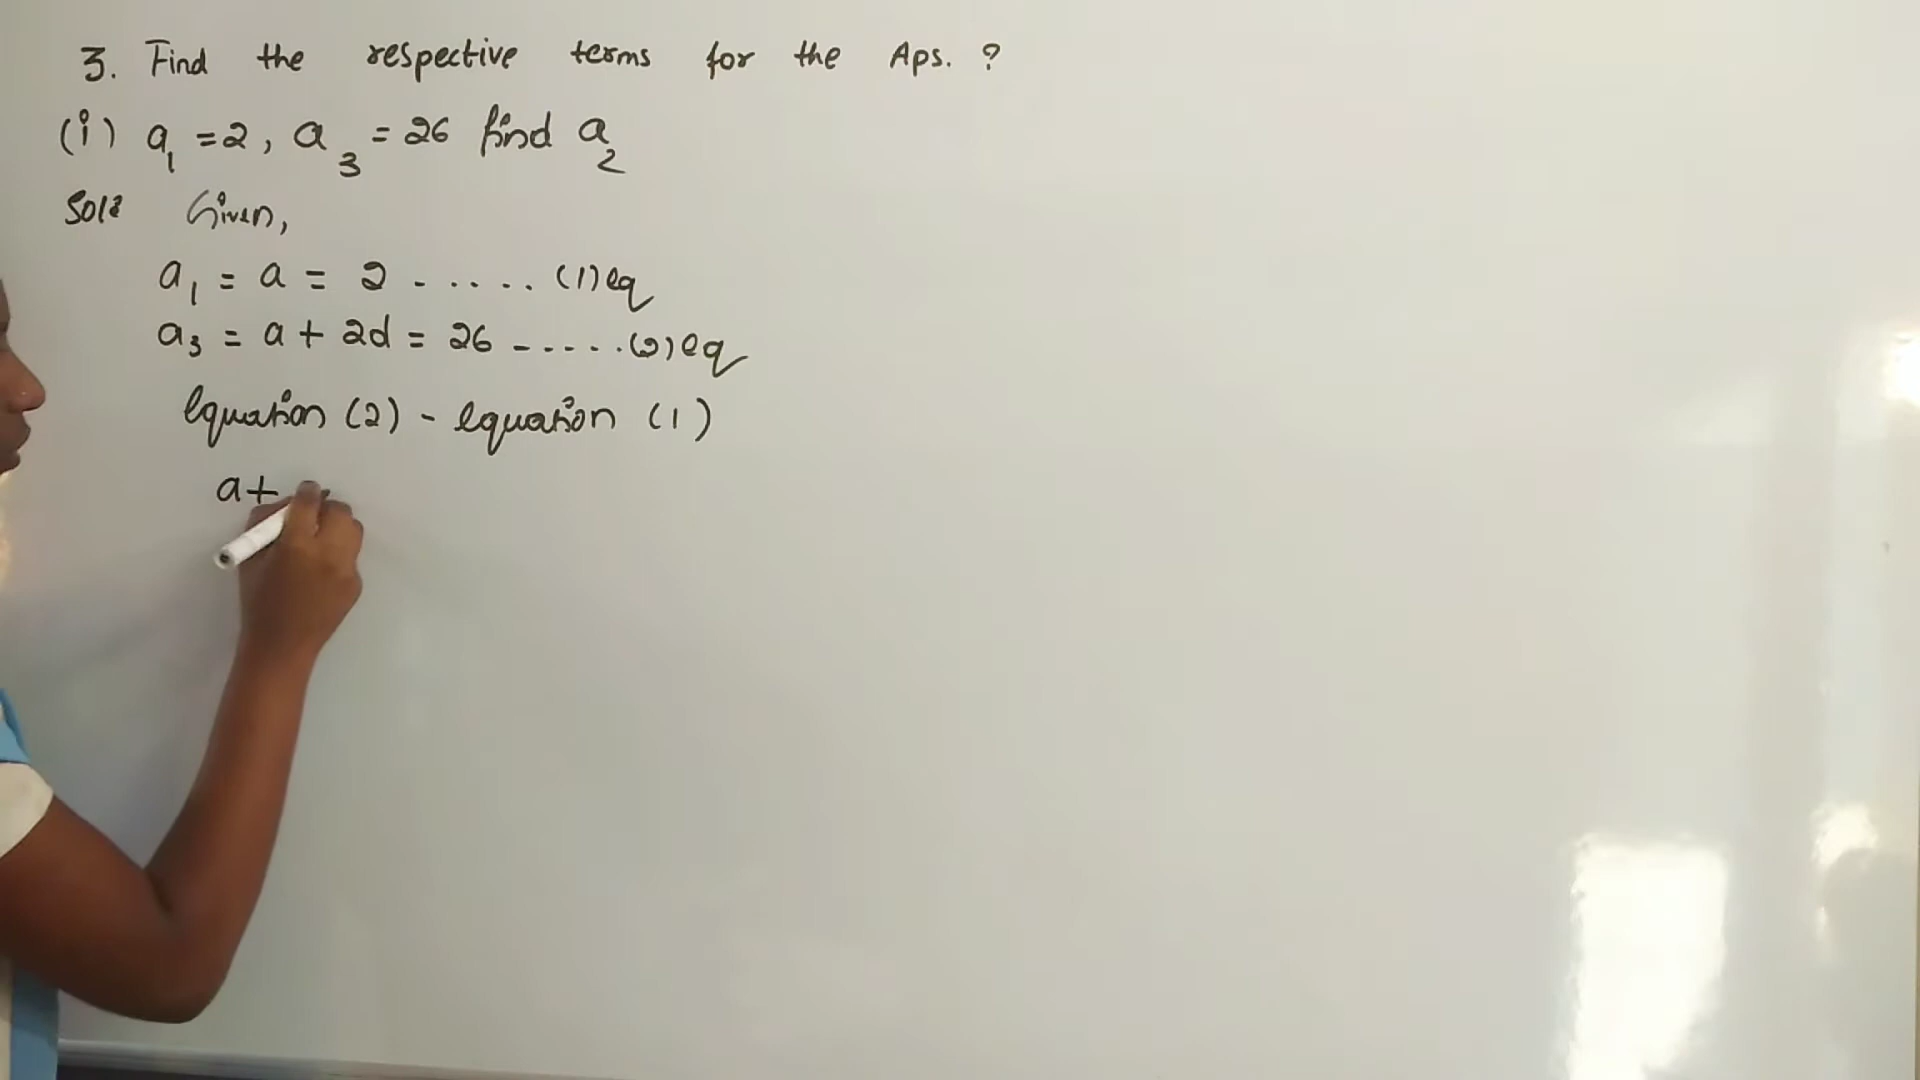 3. Find the respective terms for the Aps. ?
(i) a₁ = 2, a₃ = 26 find a₂
Sol: Given,
a₁ = a = 2 - ..... (1) eq
a₃ = a + 2d = 26 - ..... (2) eq
equation (2) - equation (1)
a +